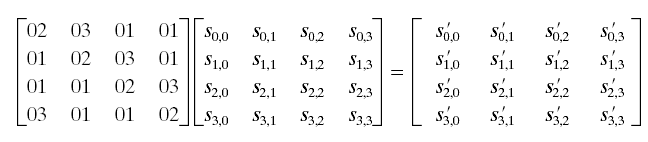 [02 03 01 01] [s0,0 s0,1 s0,2 s0,3] [s′0,0 s′0,1 s′0,2 s′0,3]
[01 02 03 01] [s1,0 s1,1 s1,2 s1,3] = [s′1,0 s′1,1 s′1,2 s′1,3]
[01 01 02 03] [s2,0 s2,1 s2,2 s2,3] [s′2,0 s′2,1 s′2,2 s′2,3]
[03 01 01 02] [s3,0 s3,1 s3,2 s3,3] [s′3,0 s′3,1 s′3,2 s′3,3]